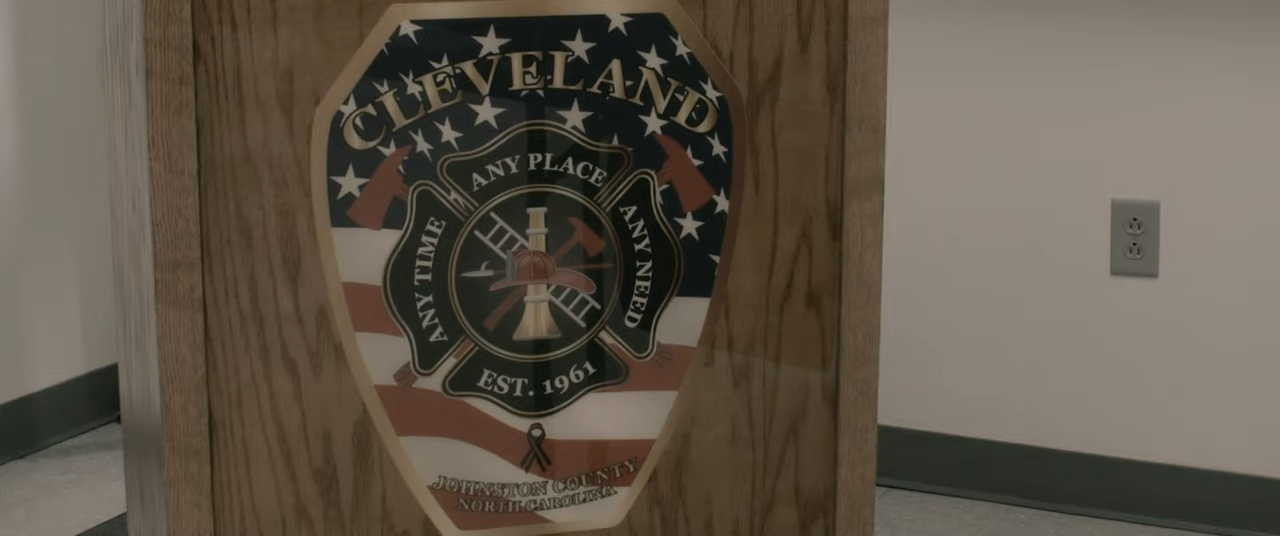 CLEVELAND
ANY PLACE
ANY TIME
ANY NEED
EST. 1961
JOHNSTON COUNTY
NORTH CAROLINA